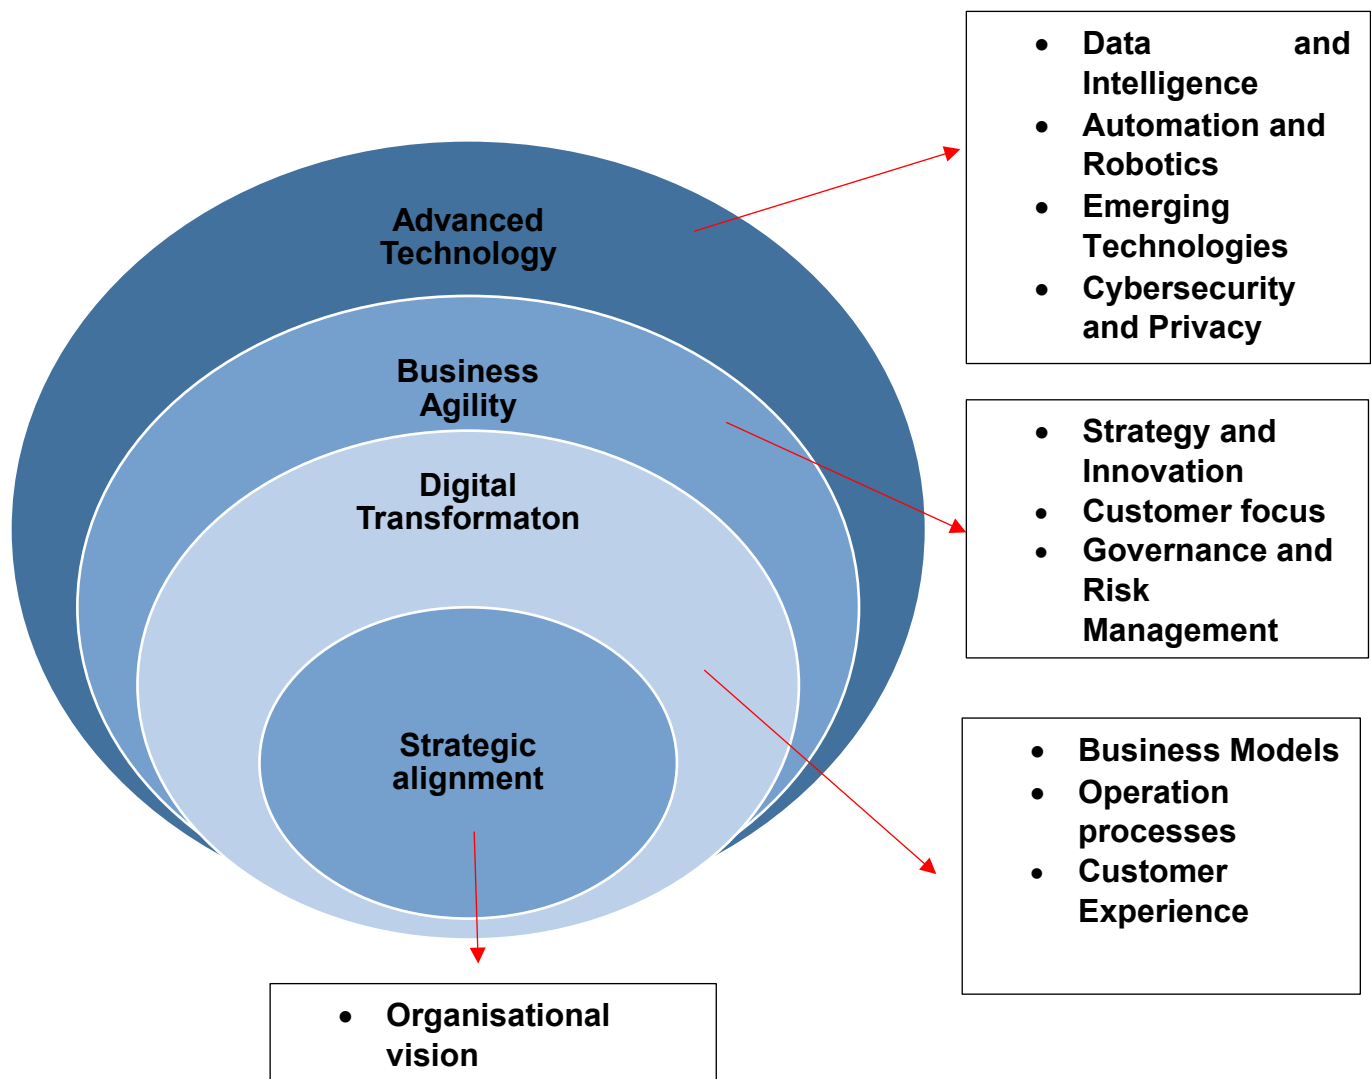 Advanced
Technology
Business
Agility
Digital
Transformaton
Strategic
alignment
• Data and
Intelligence
• Automation and
Robotics
• Emerging
Technologies
• Cybersecurity
and Privacy
• Strategy and
Innovation
• Customer focus
• Governance and
Risk
Management
• Business Models
• Operation
processes
• Customer
Experience
• Organisational
vision